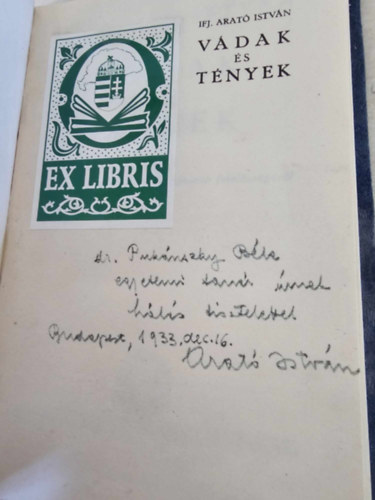 IFJ. ARATÓ ISTVÁN
VÁDAK
ÉS
TÉNYEK
EX LIBRIS
dr. Pukánszky Béla
egyetemi tanár úrnak
hálás tisztelettel
Budapest, 1933. dec. 16.
Arató István